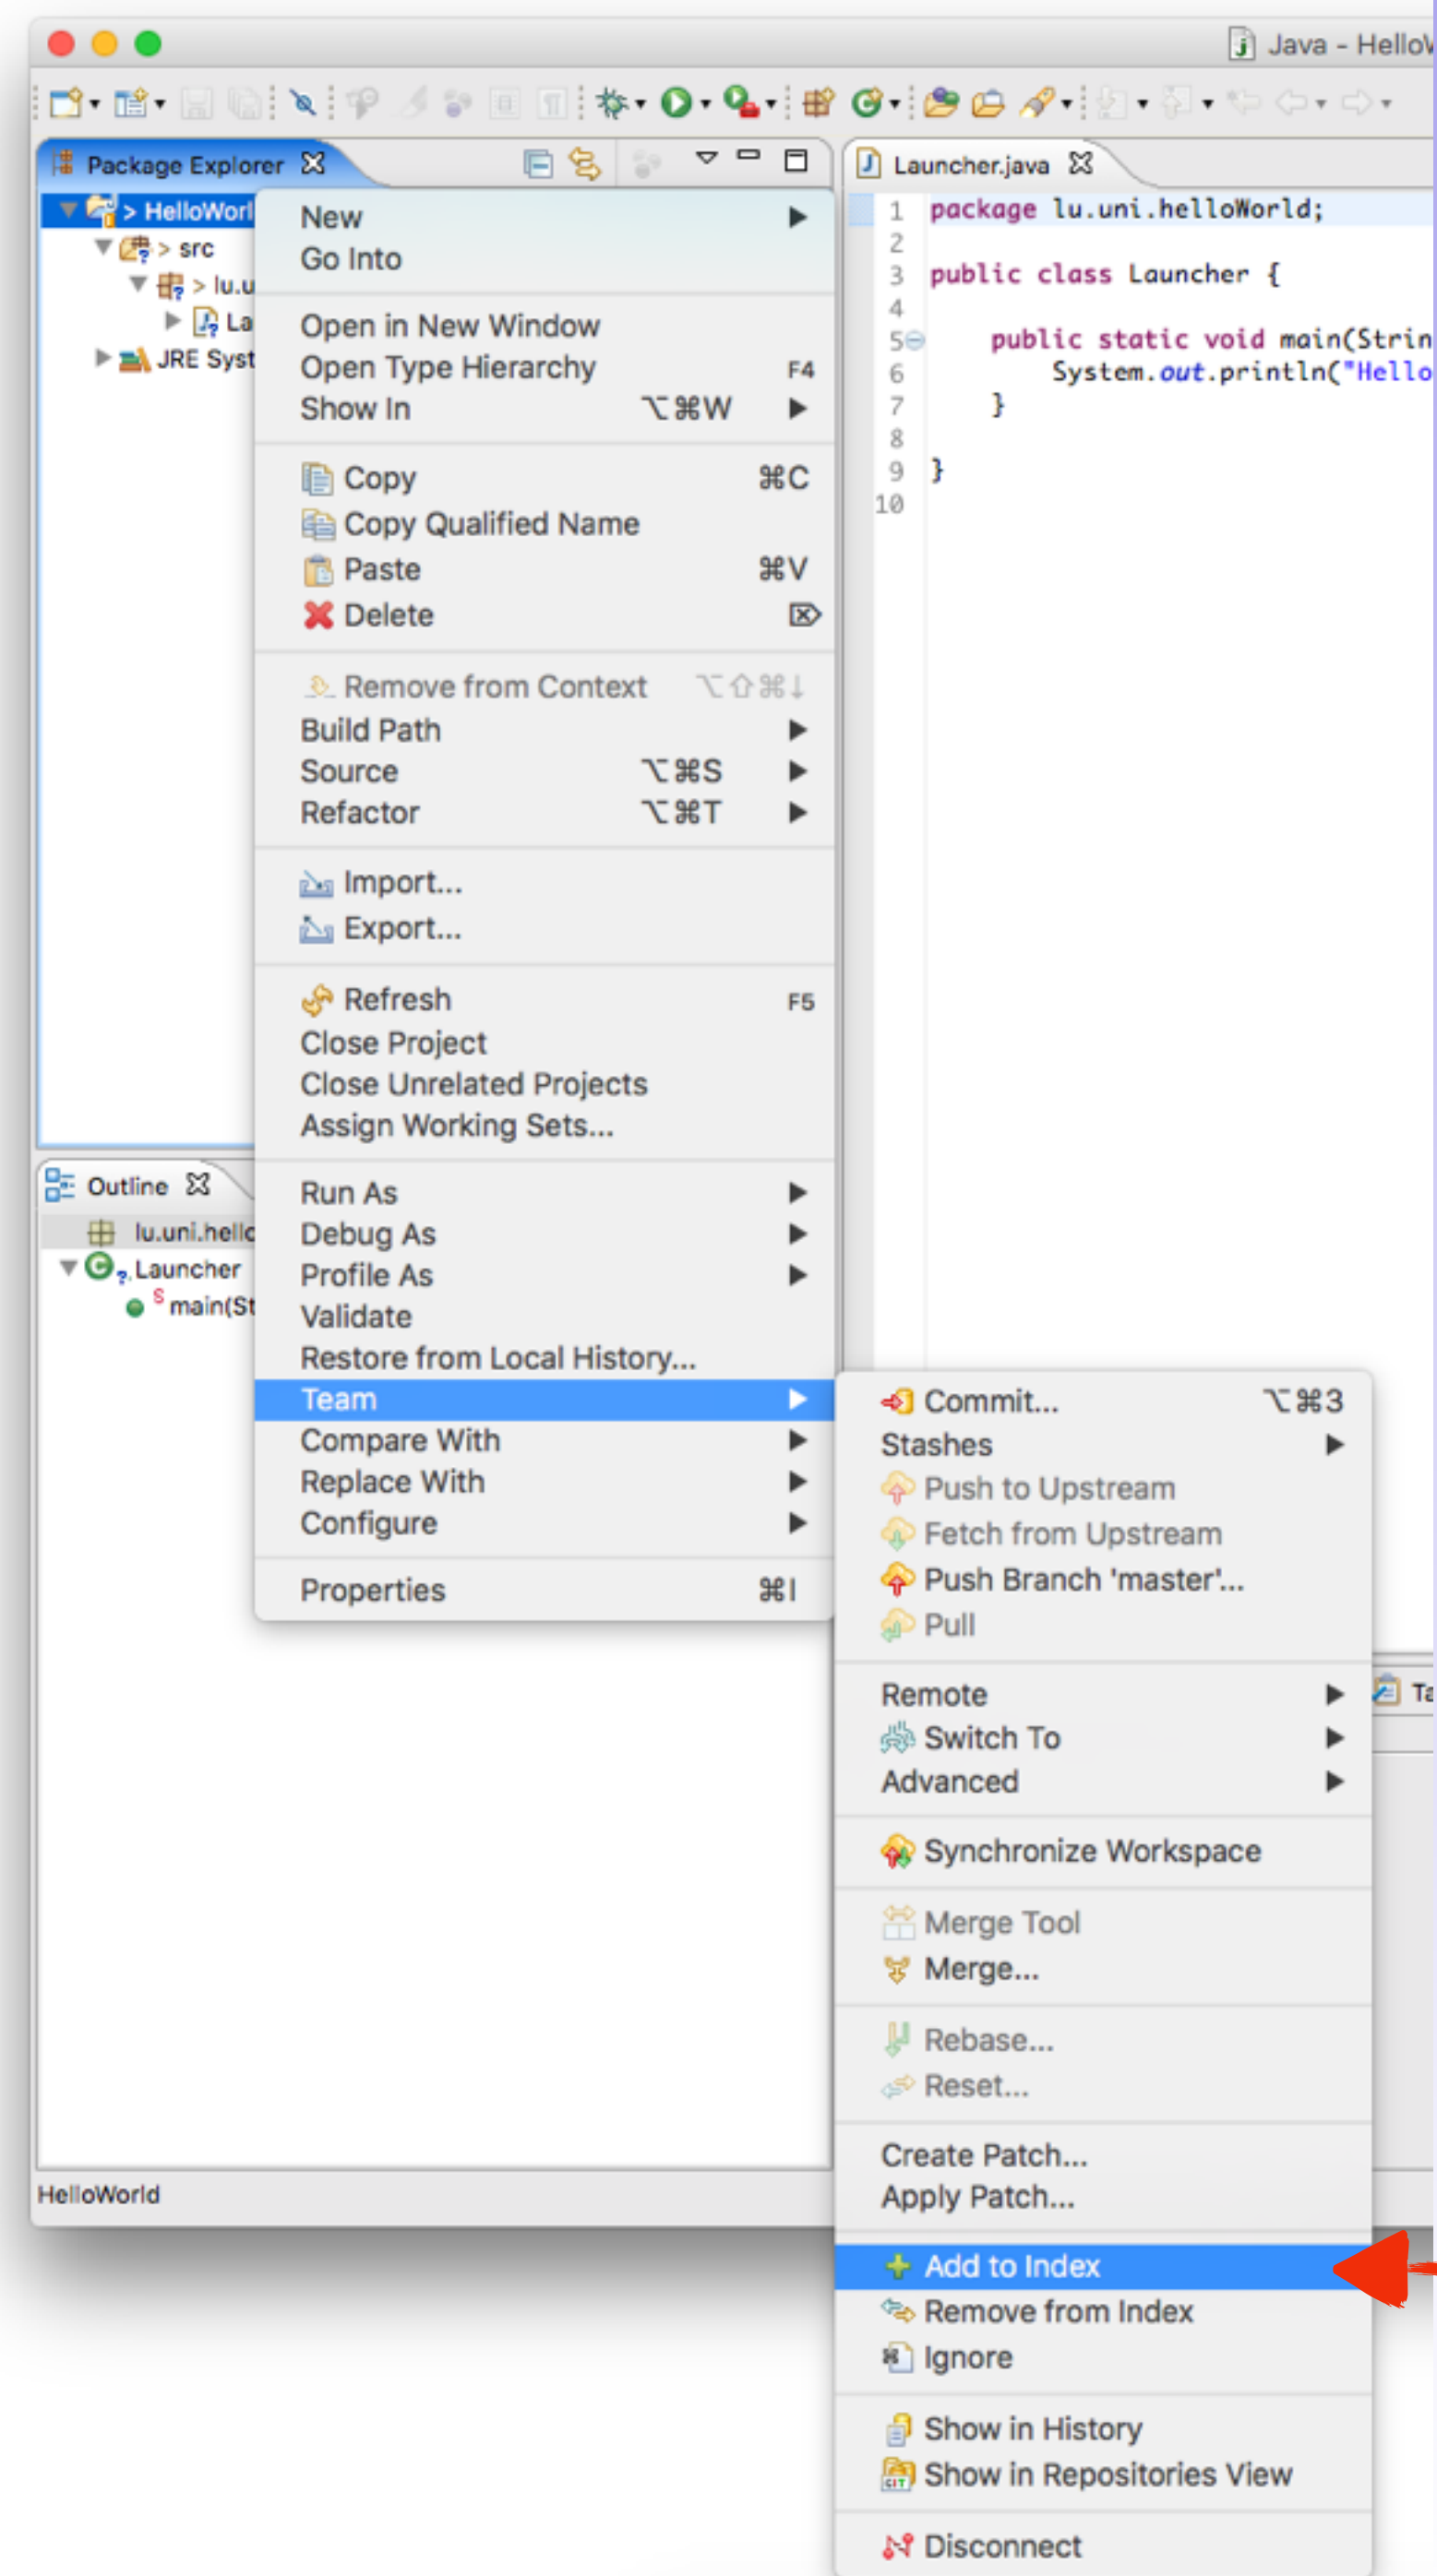 Java - Hello
Package Explorer
Launcher.java
> HelloWorl
> src
> lu.u
La
JRE Syst
New
Go Into
Open in New Window
Open Type Hierarchy F4
Show In ⌥⌘W
Copy ⌘C
Copy Qualified Name
Paste ⌘V
Delete ⌦
Remove from Context ⌥⇧⌘↓
Build Path
Source ⌥⌘S
Refactor ⌥⌘T
Import...
Export...
Refresh F5
Close Project
Close Unrelated Projects
Assign Working Sets...
Run As
Debug As
Profile As
Validate
Restore from Local History...
Team
Compare With
Replace With
Configure
Properties ⌘I
1 package lu.uni.helloWorld;
2
3 public class Launcher {
4
5 public static void main(Strin
6 System.out.println("Hello
7 }
8
9 }
10
Outline
lu.uni.hello
Launcher
main(St
Commit... ⌥⌘3
Stashes
Push to Upstream
Fetch from Upstream
Push Branch 'master'...
Pull
Remote
Switch To
Advanced
Synchronize Workspace
Merge Tool
Merge...
Rebase...
Reset...
Create Patch...
Apply Patch...
Add to Index
Remove from Index
Ignore
Show in History
Show in Repositories View
Disconnect
Ta
HelloWorld